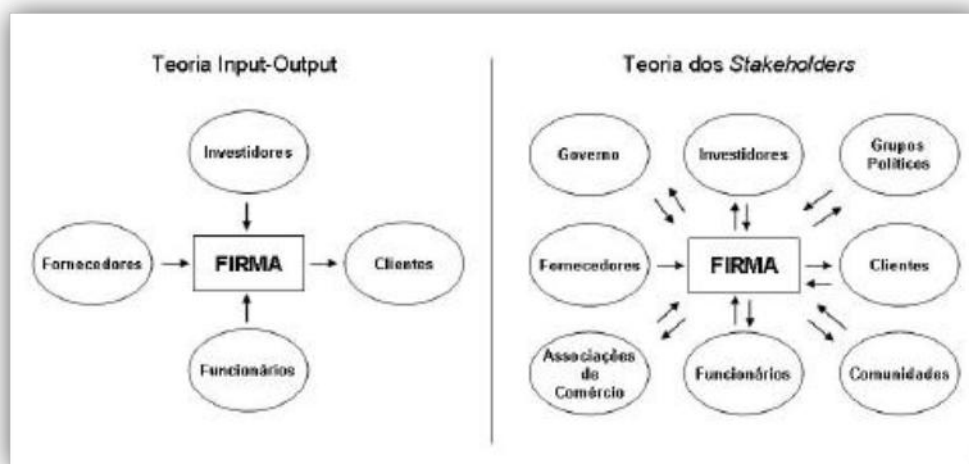 Teoria Input-Output
Investidores
Fornecedores
FIRMA
Clientes
Funcionários
Teoria dos Stakeholders
Governo
Investidores
Grupos
Políticos
Fornecedores
FIRMA
Clientes
Associações
de
Comércio
Funcionários
Comunidades